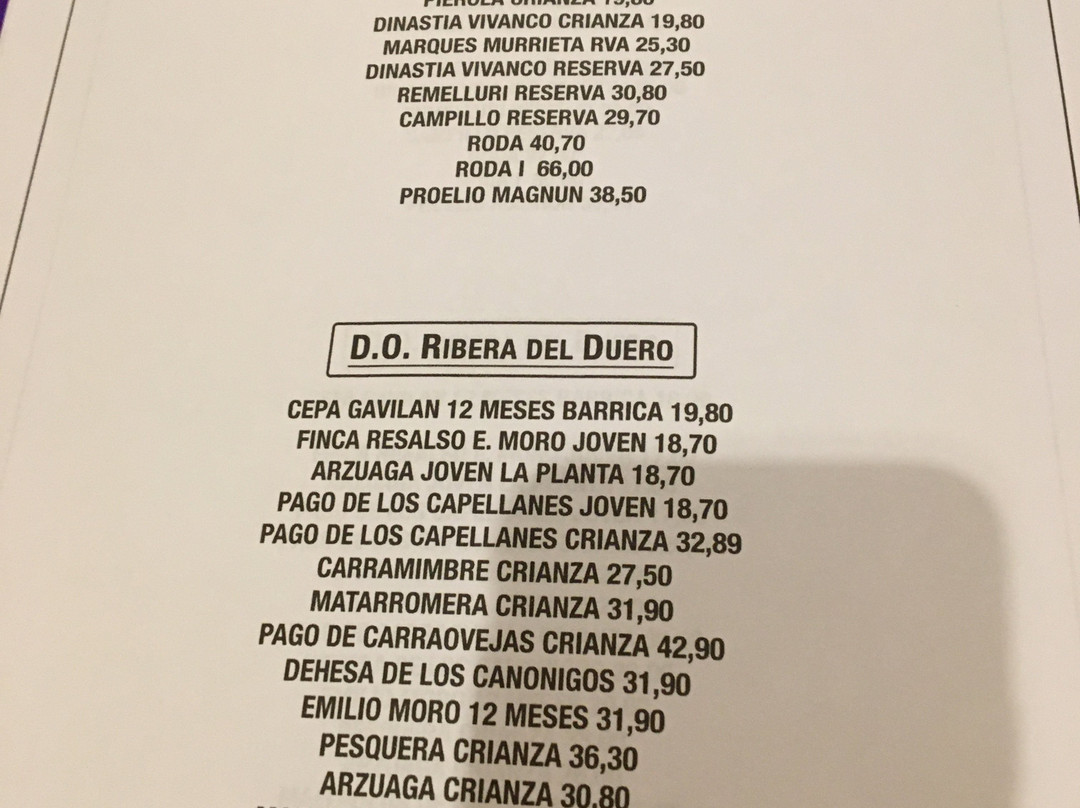 PIEROLA CRIANZA 19,80
DINASTIA VIVANCO CRIANZA 19,80
MARQUES MURRIETA RVA 25,30
DINASTIA VIVANCO RESERVA 27,50
REMELLURI RESERVA 30,80
CAMPILLO RESERVA 29,70
RODA 40,70
RODA I 66,00
PROELIO MAGNUN 38,50
D.O. RIBERA DEL DUERO
CEPA GAVILAN 12 MESES BARRICA 19,80
FINCA RESALSO E. MORO JOVEN 18,70
ARZUAGA JOVEN LA PLANTA 18,70
PAGO DE LOS CAPELLANES JOVEN 18,70
PAGO DE LOS CAPELLANES CRIANZA 32,89
CARRAMIMBRE CRIANZA 27,50
MATARROMERA CRIANZA 31,90
PAGO DE CARRAOVEJAS CRIANZA 42,90
DEHESA DE LOS CANONIGOS 31,90
EMILIO MORO 12 MESES 31,90
PESQUERA CRIANZA 36,30
ARZUAGA CRIANZA 30,80